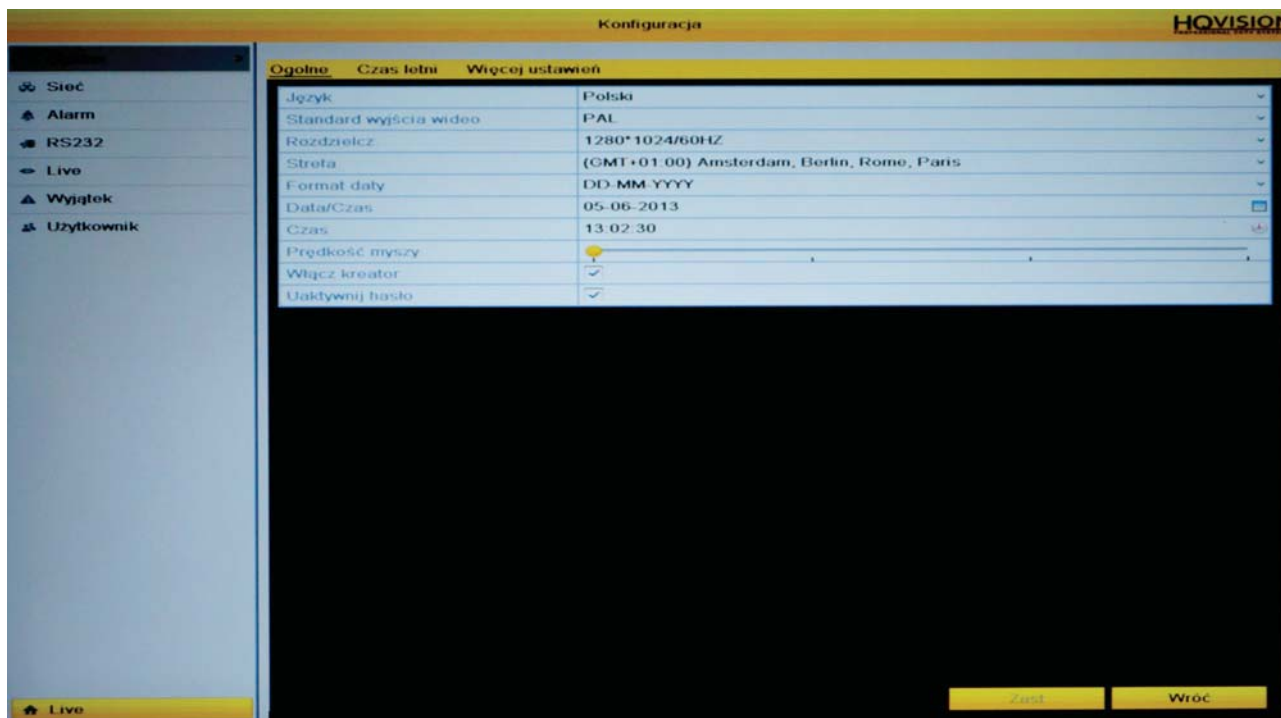 Konfiguracja
HQVISION
Sieć
Alarm
RS232
Live
Wyjątek
Użytkownik
Live
Ogolne Czas letni Więcej ustawień
Język Polski
Standard wyjścia wideo PAL
Rozdzielcz 1280*1024/60HZ
Strefa (GMT+01:00) Amsterdam, Berlin, Rome, Paris
Format daty DD-MM-YYYY
Data/Czas 05-06-2013
Czas 13:02:30
Prędkość myszy
Włącz kreator
Uaktywnij hasło
Zast Wróć